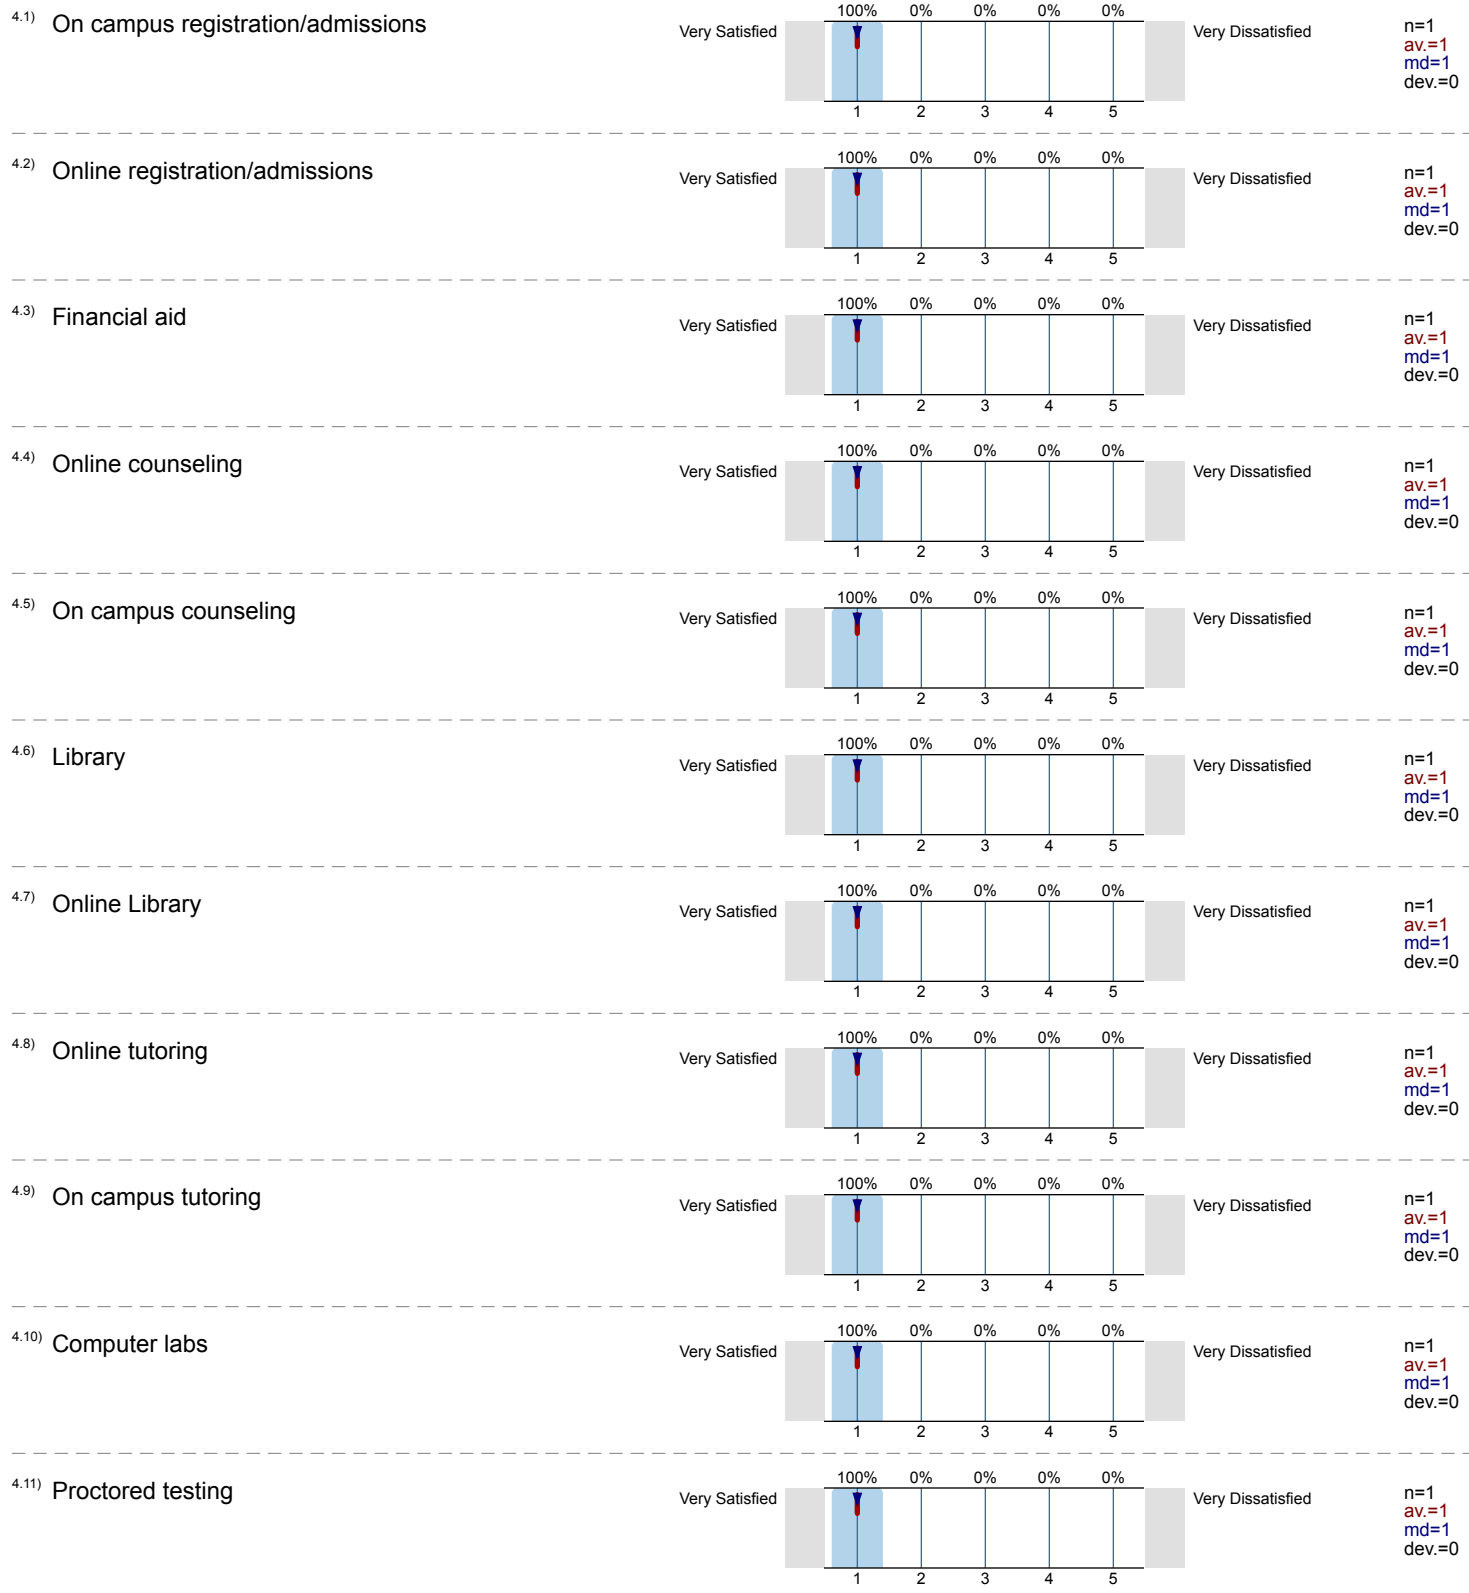 4.1) On campus registration/admissions
100% 0% 0% 0% 0%
Very Satisfied Very Dissatisfied
1 2 3 4 5
n=1
av.=1
md=1
dev.=0
4.2) Online registration/admissions
100% 0% 0% 0% 0%
Very Satisfied Very Dissatisfied
1 2 3 4 5
n=1
av.=1
md=1
dev.=0
4.3) Financial aid
100% 0% 0% 0% 0%
Very Satisfied Very Dissatisfied
1 2 3 4 5
n=1
av.=1
md=1
dev.=0
4.4) Online counseling
100% 0% 0% 0% 0%
Very Satisfied Very Dissatisfied
1 2 3 4 5
n=1
av.=1
md=1
dev.=0
4.5) On campus counseling
100% 0% 0% 0% 0%
Very Satisfied Very Dissatisfied
1 2 3 4 5
n=1
av.=1
md=1
dev.=0
4.6) Library
100% 0% 0% 0% 0%
Very Satisfied Very Dissatisfied
1 2 3 4 5
n=1
av.=1
md=1
dev.=0
4.7) Online Library
100% 0% 0% 0% 0%
Very Satisfied Very Dissatisfied
1 2 3 4 5
n=1
av.=1
md=1
dev.=0
4.8) Online tutoring
100% 0% 0% 0% 0%
Very Satisfied Very Dissatisfied
1 2 3 4 5
n=1
av.=1
md=1
dev.=0
4.9) On campus tutoring
100% 0% 0% 0% 0%
Very Satisfied Very Dissatisfied
1 2 3 4 5
n=1
av.=1
md=1
dev.=0
4.10) Computer labs
100% 0% 0% 0% 0%
Very Satisfied Very Dissatisfied
1 2 3 4 5
n=1
av.=1
md=1
dev.=0
4.11) Proctored testing
100% 0% 0% 0% 0%
Very Satisfied Very Dissatisfied
1 2 3 4 5
n=1
av.=1
md=1
dev.=0